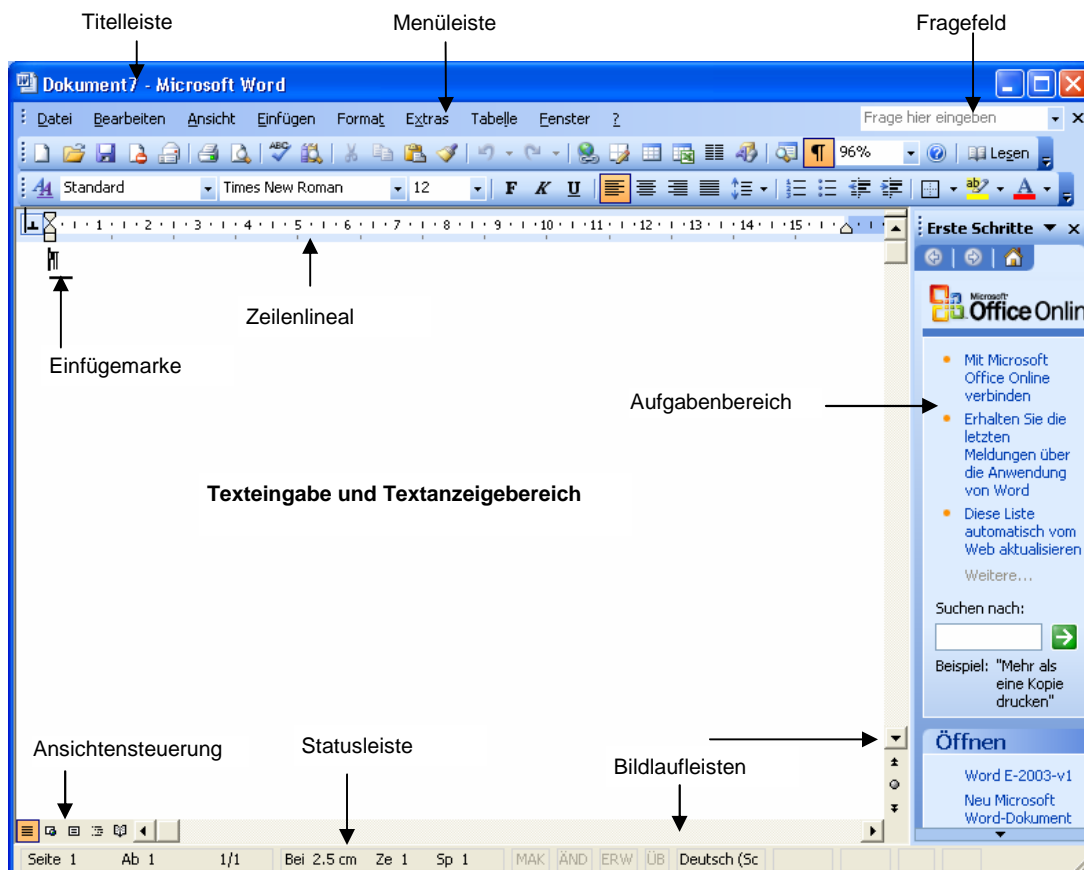 Titelleiste Menüleiste Fragefeld
Dokument7 - Microsoft Word
Datei Bearbeiten Ansicht Einfügen Format Extras Tabelle Fenster ? Frage hier eingeben
ABC ¶ 96% Lesen
Standard Times New Roman 12 F K U ab A
1 2 3 4 5 6 7 8 9 10 11 12 13 14 15
Erste Schritte
¶
Zeilenlineal
Einfügemarke
Microsoft
Office Onlin
Mit Microsoft
Office Online
verbinden
Aufgabenbereich
Erhalten Sie die
letzten
Meldungen über
die Anwendung
von Word
Texteingabe und Textanzeigebereich
Diese Liste
automatisch vom
Web aktualisieren
Weitere...
Suchen nach:
Beispiel: "Mehr als
eine Kopie
drucken"
Ansichtensteuerung Statusleiste Bildlaufleisten
Öffnen
Word E-2003-v1
Neu Microsoft
Word-Dokument
Seite 1 Ab 1 1/1 Bei 2.5 cm Ze 1 Sp 1 MAK ÄND ERW ÜB Deutsch (Sc